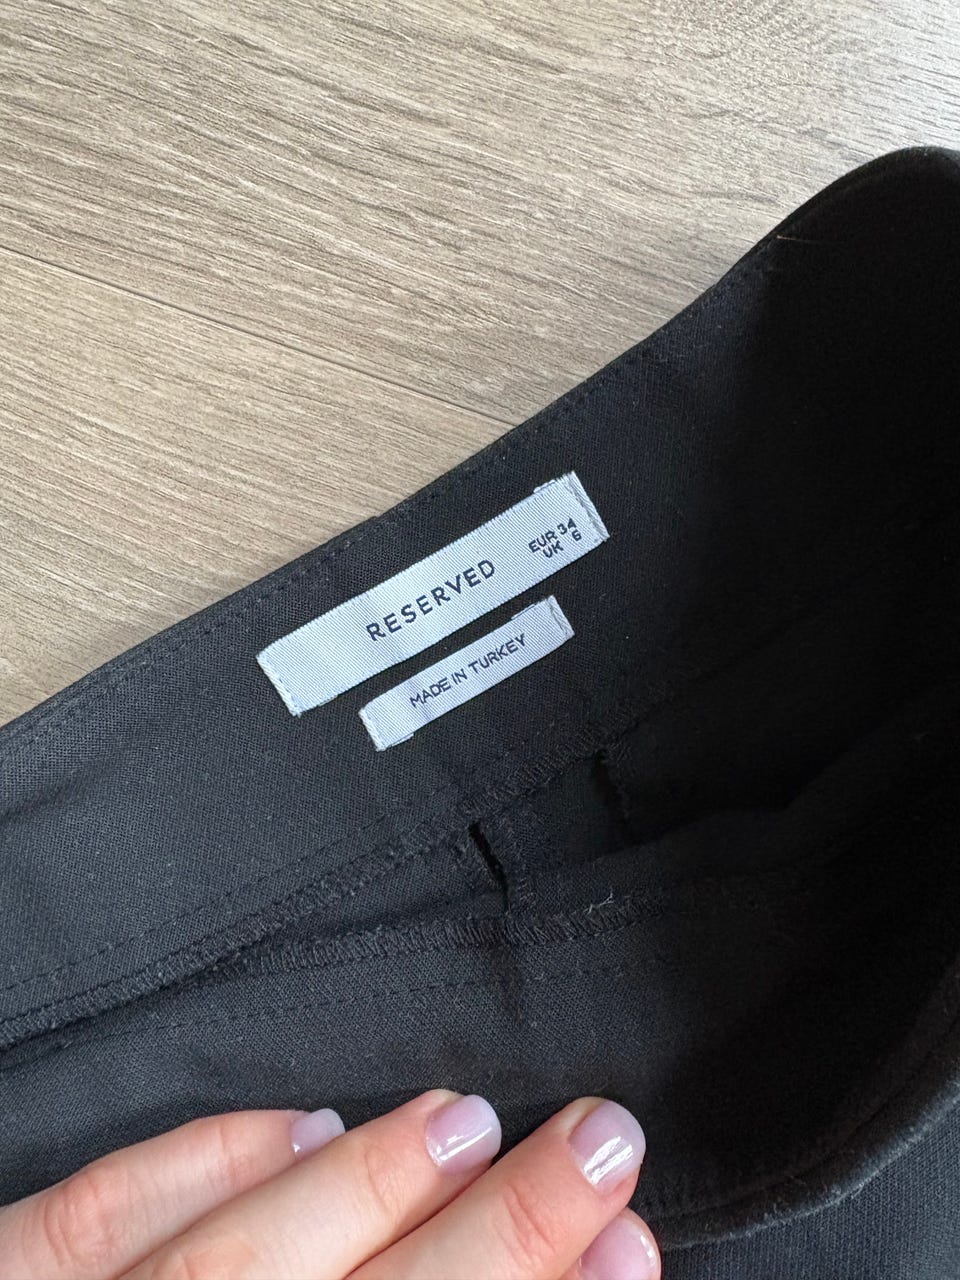 RESERVED
EUR 34
UK 6
MADE IN TURKEY